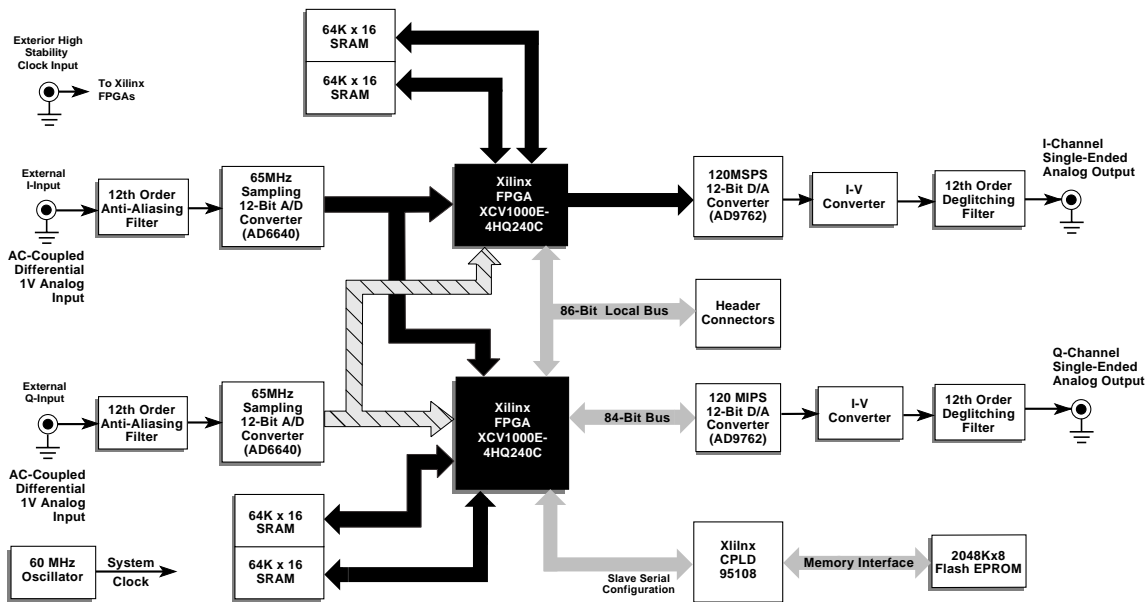 Exterior High
Stability
Clock Input
To Xilinx
FPGAs
64K x 16
SRAM
64K x 16
SRAM
External
I-Input
AC-Coupled
Differential
1V Analog
Input
12th Order
Anti-Aliasing
Filter
65MHz
Sampling
12-Bit A/D
Converter
(AD6640)
Xilinx
FPGA
XCV1000E-
4HQ240C
120MSPS
12-Bit D/A
Converter
(AD9762)
I-V
Converter
12th Order
Deglitching
Filter
I-Channel
Single-Ended
Analog Output
86-Bit Local Bus
Header
Connectors
External
Q-Input
AC-Coupled
Differential
1V Analog
Input
12th Order
Anti-Aliasing
Filter
65MHz
Sampling
12-Bit A/D
Converter
(AD6640)
Xilinx
FPGA
XCV1000E-
4HQ240C
84-Bit Bus
120 MIPS
12-Bit D/A
Converter
(AD9762)
I-V
Converter
12th Order
Deglitching
Filter
Q-Channel
Single-Ended
Analog Output
64K x 16
SRAM
64K x 16
SRAM
60 MHz
Oscillator
System
Clock
Slave Serial
Configuration
XliInx
CPLD
95108
Memory Interface
2048Kx8
Flash EPROM